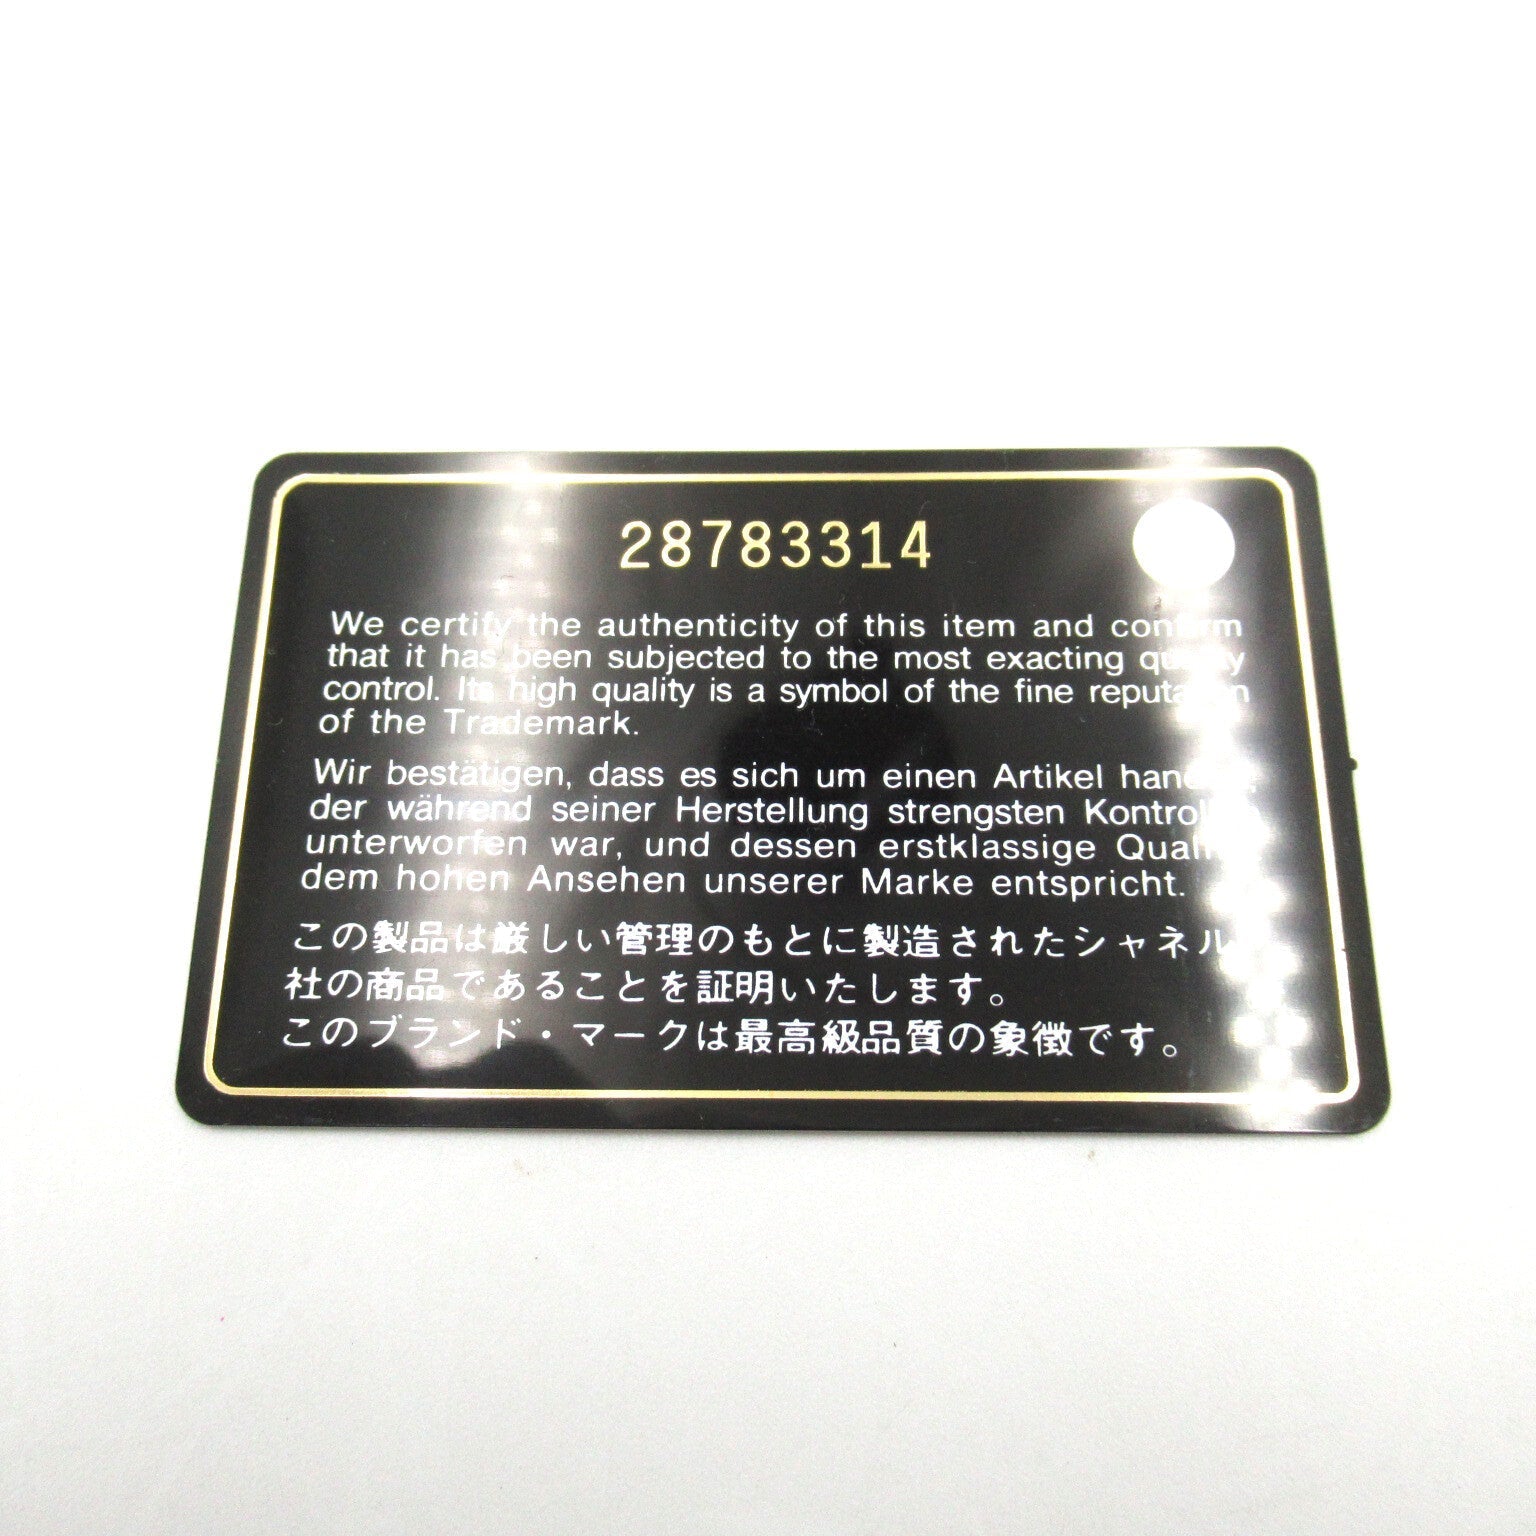 28783314
We certify the authenticity of this item and confirm
that it has been subjected to the most exacting quality
control. Its high quality is a symbol of the fine reputation
of the Trademark.
Wir bestätigen, dass es sich um einen Artikel
der während seiner Herstellung strengsten
unterworfen war, und dessen erstklassige
dem hohen Ansehen unserer Marke entspricht.
この製品は厳しい管理のもとに製造されたシャネル
社の商品であることを証明いたします。
このブランド・マークは最高級品質の象徴です。